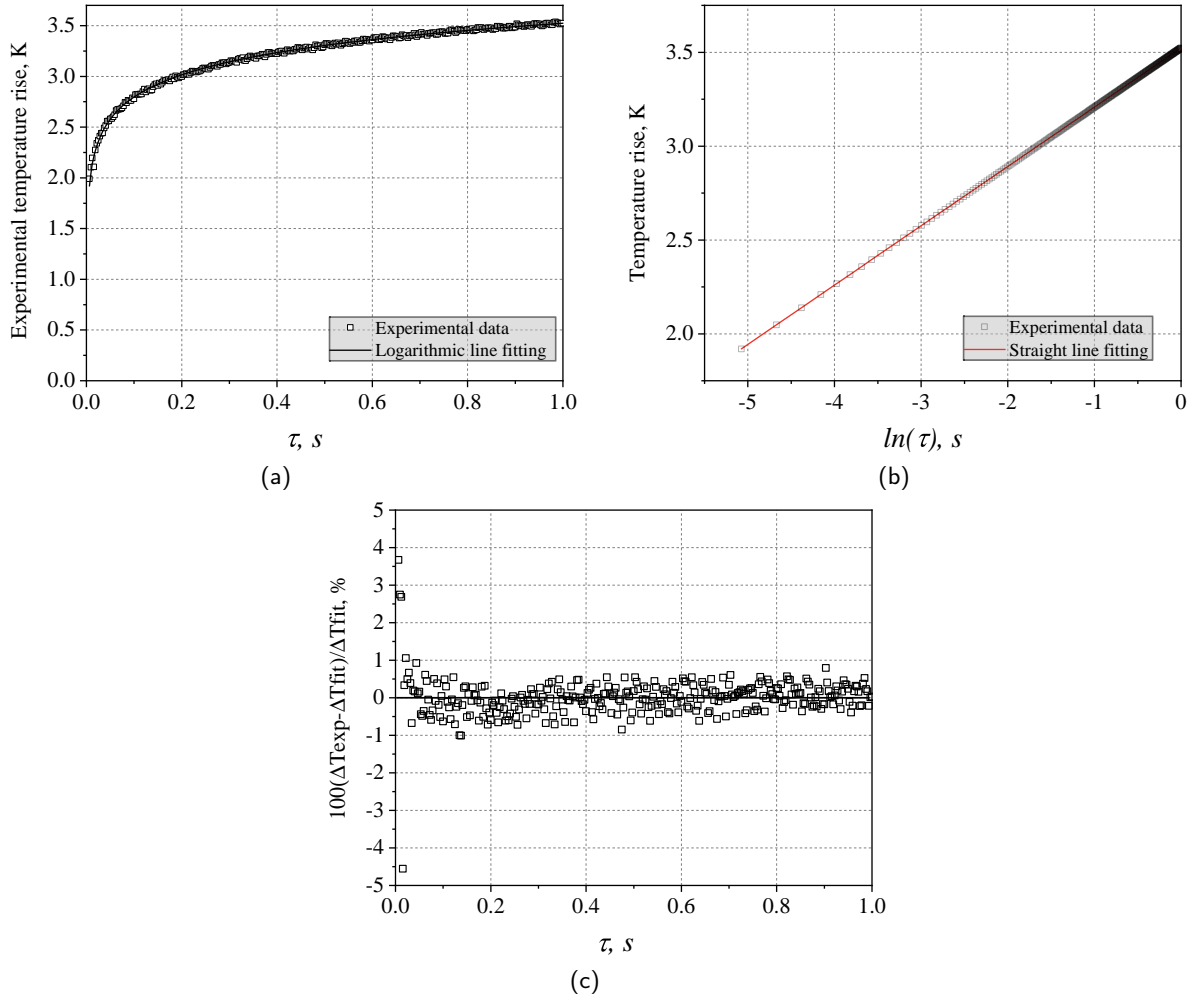 Experimental temperature rise, K
3.5
3.0
2.5
2.0
1.5
1.0
0.5
0.0
Experimental data
Logarithmic line fitting
0.0 0.2 0.4 0.6 0.8 1.0
τ, s
(a)
Temperature rise, K
3.5
3.0
2.5
2.0
Experimental data
Straight line fitting
-5 -4 -3 -2 -1 0
ln(τ), s
(b)
100(ΔTexp-ΔTfit)/ΔTfit, %
5
4
3
2
1
0
-1
-2
-3
-4
-5
0.0 0.2 0.4 0.6 0.8 1.0
τ, s
(c)